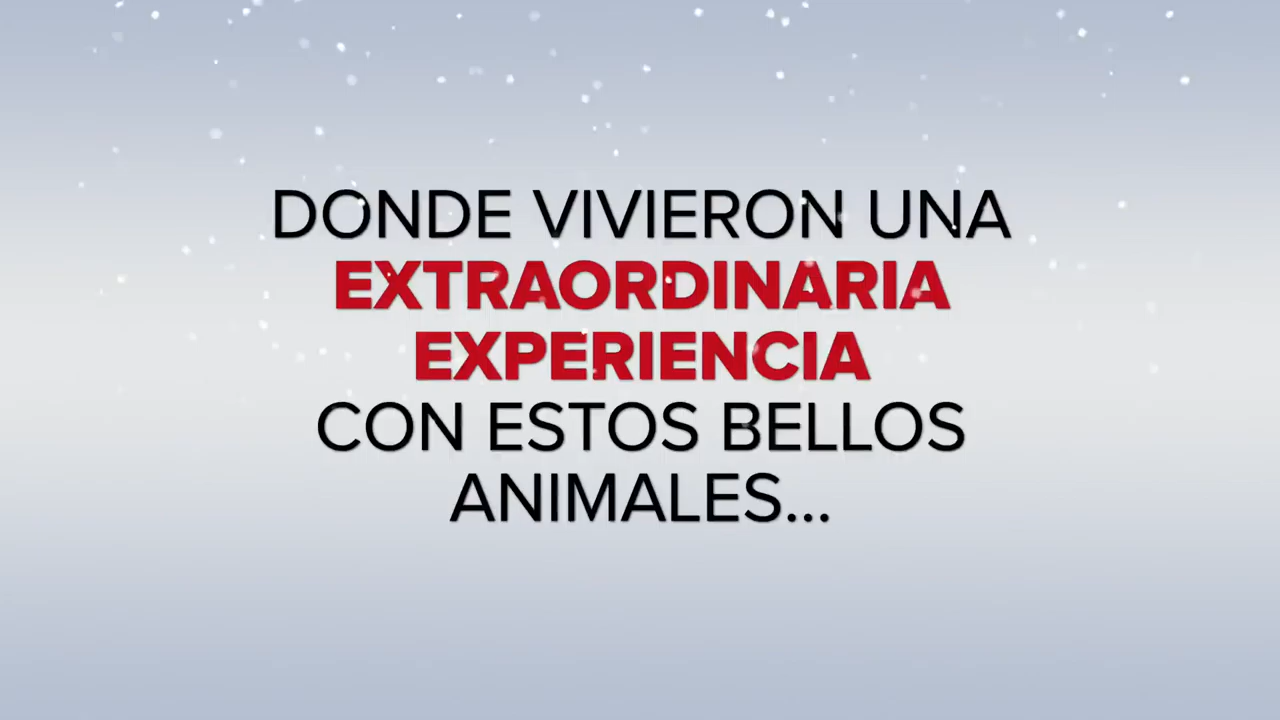 DONDE VIVIERON UNA
EXTRAORDINARIA
EXPERIENCIA
CON ESTOS BELLOS
ANIMALES...